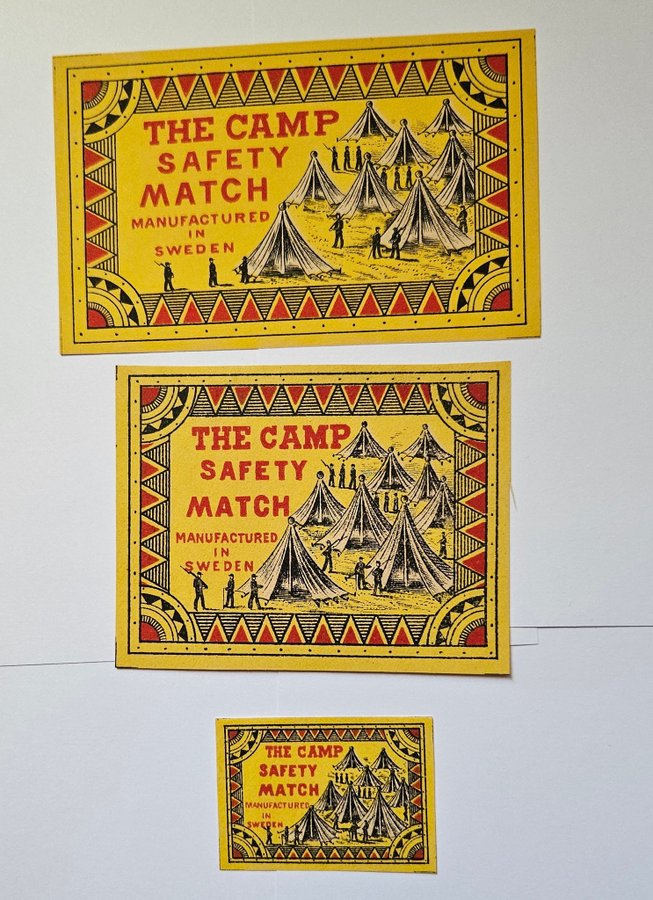 THE CAMP
SAFETY
MATCH
MANUFACTURED
IN
SWEDEN
THE CAMP
SAFETY
MATCH
MANUFACTURED
IN
SWEDEN
THE CAMP
SAFETY
MATCH
MANUFACTURED
IN
SWEDEN